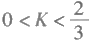 0 < K < 2/3